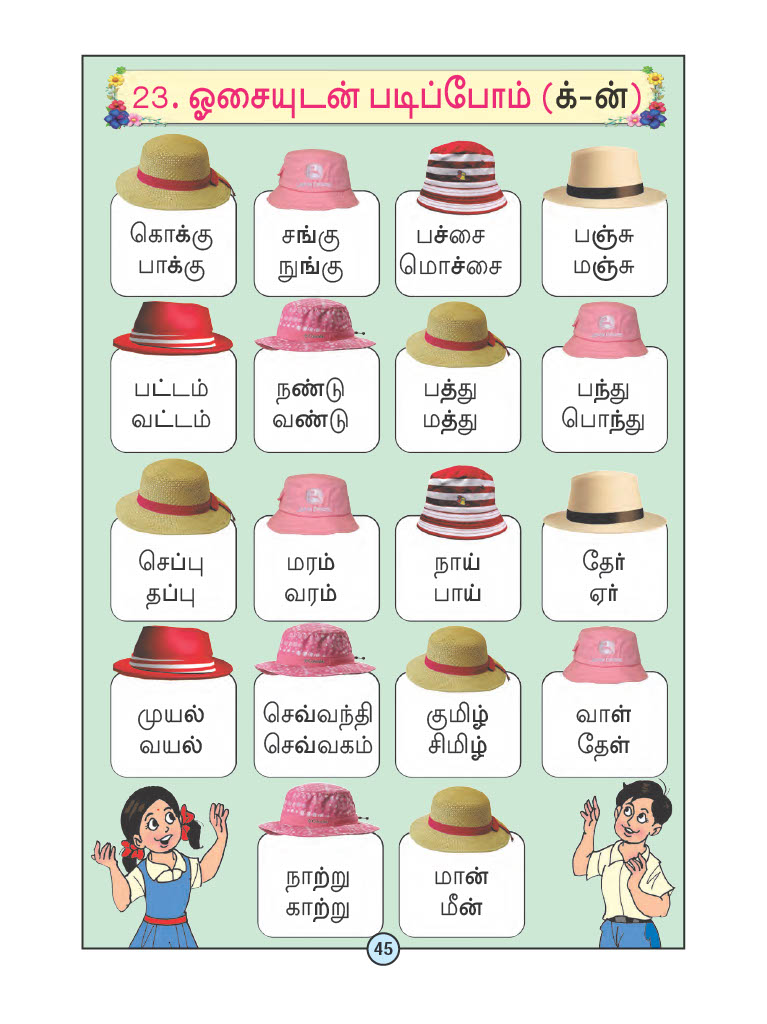 23. ஓசையுடன் படிப்போம் (க்-ன்)
கொக்கு
பாக்கு
சங்கு
நுங்கு
பச்சை
மொச்சை
பஞ்சு
மஞ்சு
பட்டம்
வட்டம்
நண்டு
வண்டு
பத்து
மத்து
பந்து
பொந்து
செப்பு
தப்பு
மரம்
வரம்
நாய்
பாய்
தேர்
ஏர்
முயல்
வயல்
செவ்வந்தி
செவ்வகம்
குமிழ்
சிமிழ்
வாள்
தேள்
நாற்று
காற்று
மான்
மீன்
45